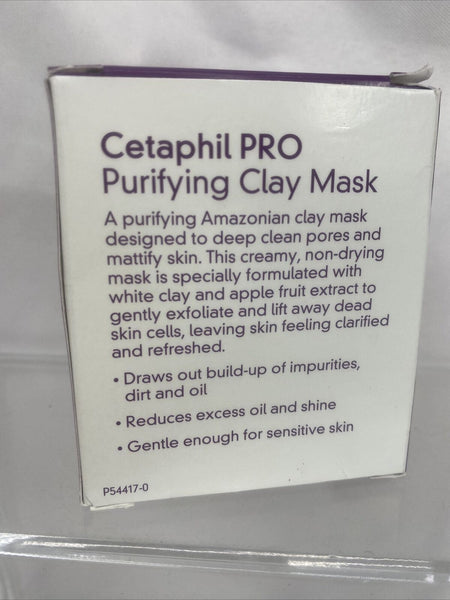 Cetaphil PRO
Purifying Clay Mask
A purifying Amazonian clay mask
designed to deep clean pores and
mattify skin. This creamy, non-drying
mask is specially formulated with
white clay and apple fruit extract to
gently exfoliate and lift away dead
skin cells, leaving skin feeling clarified
and refreshed.
• Draws out build-up of impurities,
dirt and oil
• Reduces excess oil and shine
• Gentle enough for sensitive skin
P54417-0